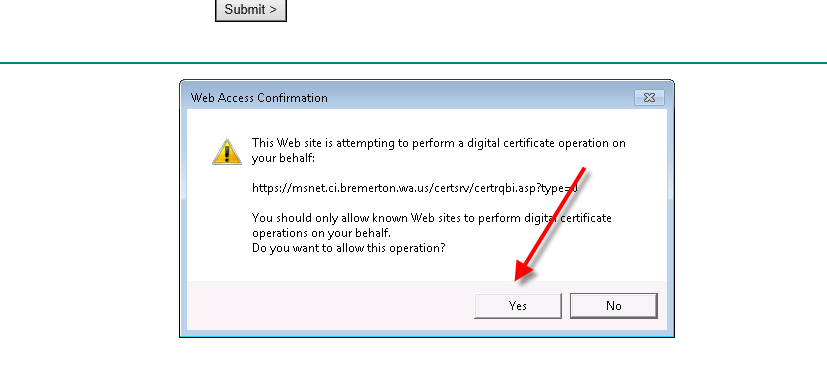 Submit >
Web Access Confirmation
This Web site is attempting to perform a digital certificate operation on
your behalf:
https://msnet.ci.bremerton.wa.us/certsrv/certrqbi.asp?type=0
You should only allow known Web sites to perform digital certificate
operations on your behalf.
Do you want to allow this operation?
Yes
No